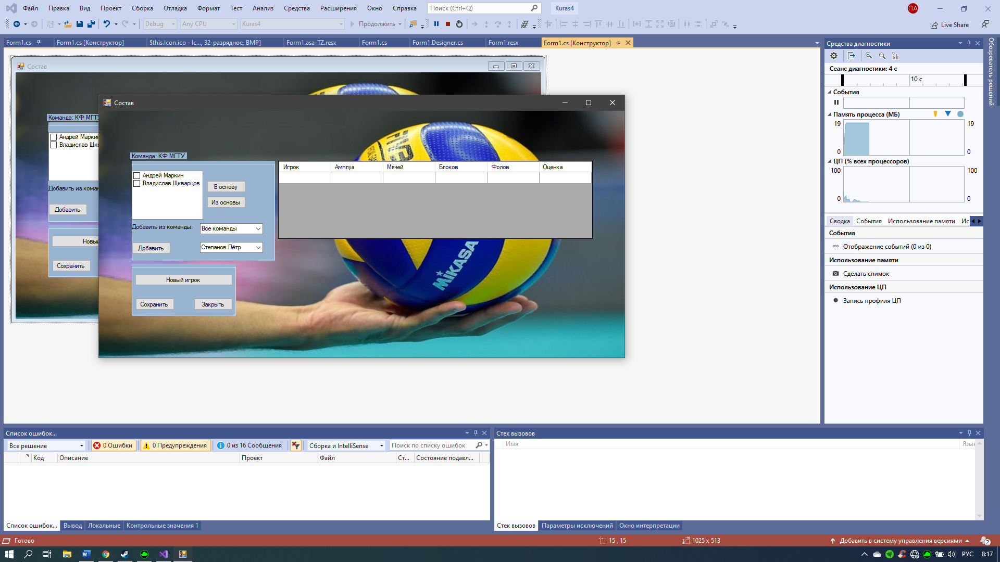 Файл Правка Вид Проект Сборка Отладка Формат Тест Анализ Средства Расширения Окно Справка Поиск (Ctrl+Q) Kuras4 ПА
Debug Any CPU Kuras4 Продолжить Live Share
Form1.cs Form1.cs [Конструктор] $this.Icon.ico - Ic..., 32-разрядное, BMP] Form1.asa-TZ.resx Form1.cs Form1.Designer.cs Form1.resx Form1.cs [Конструктор]
Состав
Команда: КФ МГТУ
Андрей Маркин
Владислав Щк
Добавить из коман
Добавить
Новый
Сохранить
Состав
Команда: КФ МГТУ
Андрей Маркин
Владислав Щкварцов
В основу
Из основы
Добавить из команды: Все команды
Добавить Степанов Пётр
Новый игрок
Сохранить Закрыть
Игрок Амплуа Мячей Блоков Фолов Оценка
MIKASA
Средства диагностики
Сеанс диагностики: 4 с
10 с
События
Память процесса (МБ)
19 19
0 0
ЦП (% всех процессоров)
100 100
0 0
Сводка События Использование памяти Ис
События
Отображение событий (0 из 0)
Использование памяти
Сделать снимок
Использование ЦП
Запись профиля ЦП
Обозреватель решений
Список ошибок...
Все решение 0 Ошибки 0 Предупреждения 0 из 16 Сообщения Сборка и IntelliSense Поиск по списку ошибок
Код Описание Проект Файл Ст... Состояние подавл...
Список ошибок... Вывод Локальные Контрольные значения 1
Стек вызовов
Имя Язык
Стек вызовов Параметры исключений Окно интерпретации
Готово 15 , 15 1025 x 513 Добавить в систему управления версиями 2
РУС 8:17